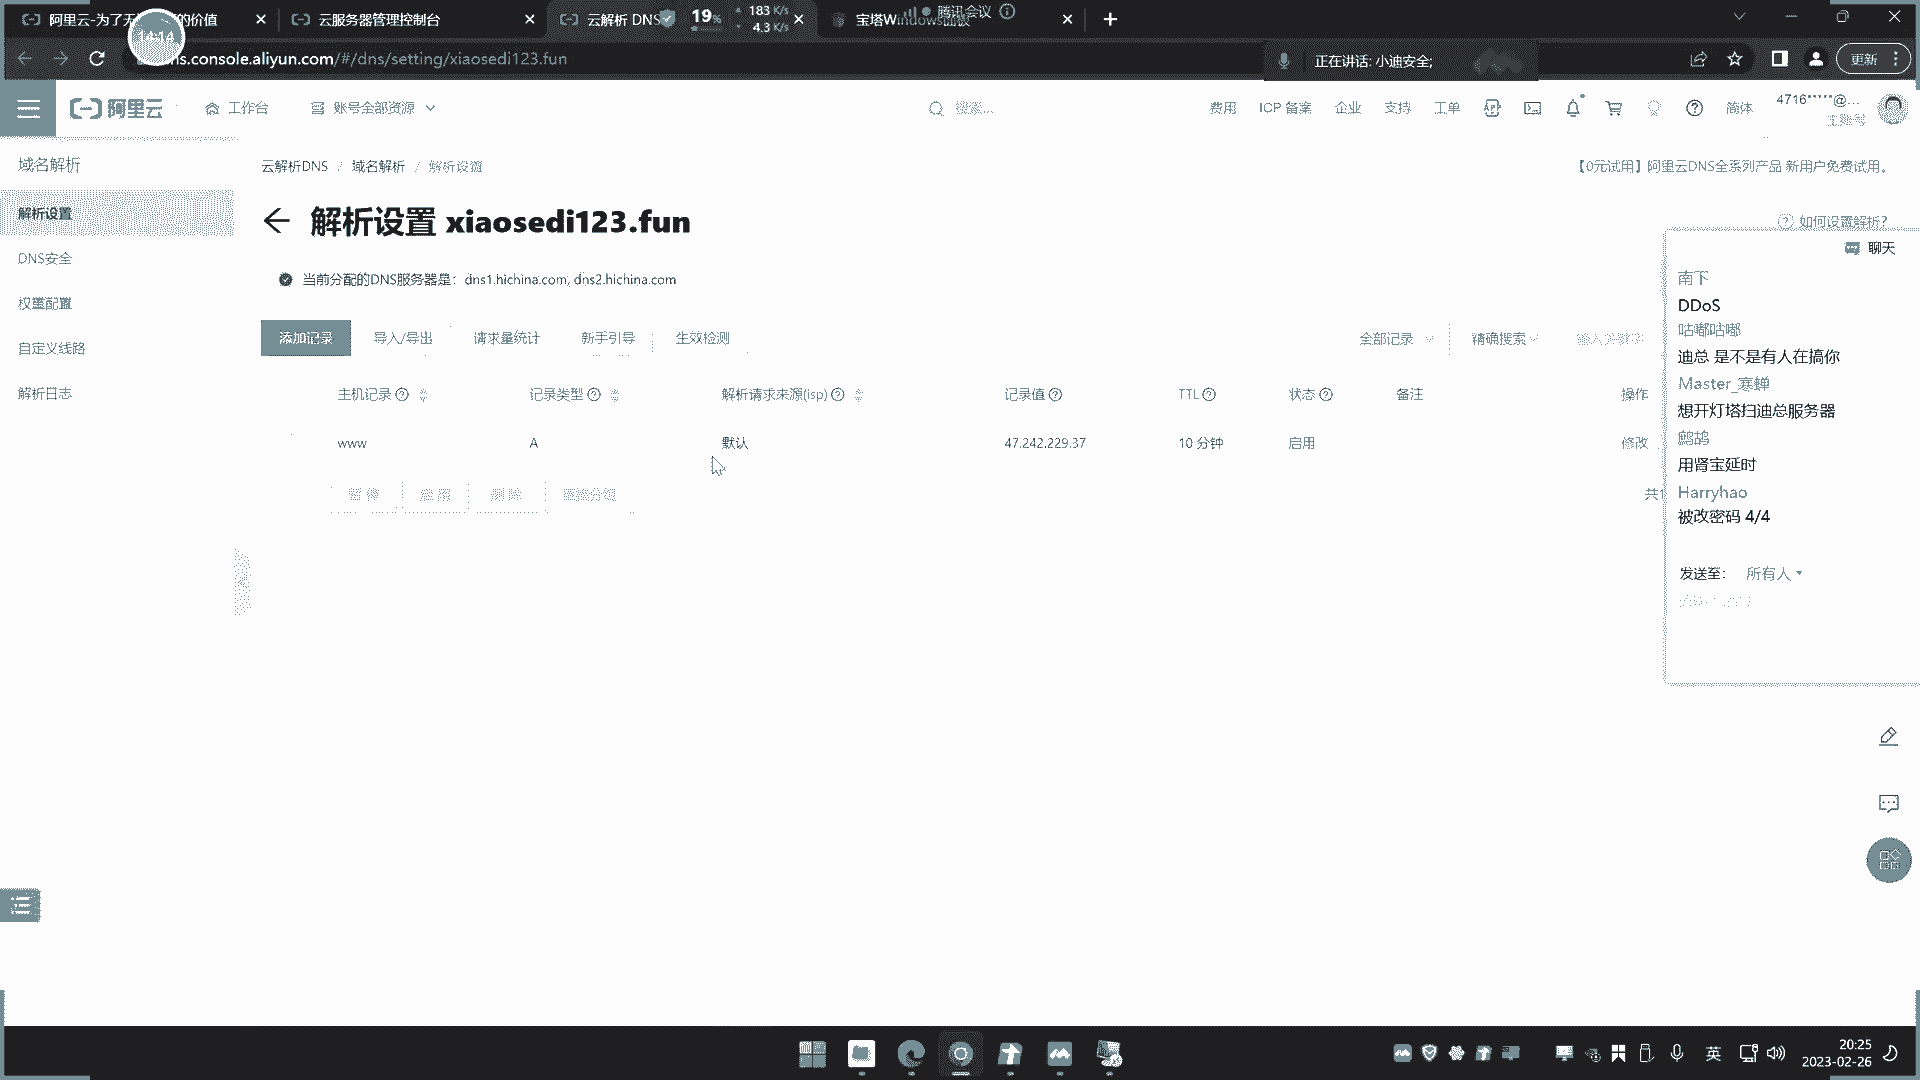 阿里云-为了无
的价值
云服务器管理控制台
云解析 DNS
19%
183 K/s
4.3 K/s
腾讯会议
14:14
ns.console.aliyun.com/#/dns/setting/xiaosedi123.fun
正在讲话: 小迪安全;
更新
阿里云
工作台
账号全部资源
搜索...
费用
ICP 备案
企业
支持
工单
简体
4716*****@...
主账号
域名解析
解析设置
DNS安全
权重配置
自定义线路
解析日志
云解析DNS / 域名解析 / 解析设置
【0元试用】阿里云DNS全系列产品 新用户免费试用。
解析设置 xiaosedi123.fun
如何设置解析?
当前分配的DNS服务器是: dns1.hichina.com, dns2.hichina.com
添加记录
导入/导出
请求量统计
新手引导
生效检测
全部记录
精确搜索
输入关键字
主机记录
记录类型
解析请求来源(isp)
记录值
TTL
状态
备注
操作
www
A
默认
47.242.229.37
10 分钟
启用
修改
暂停
启用
删除
更换分组
共1
聊天
南下
DDoS
咕嘟咕嘟
迪总 是不是有人在搞你
Master_寒蝉
想开灯塔扫迪总服务器
鹧鸪
用肾宝延时
Harryhao
被改密码 4/4
发送至:
所有人
英
20:25
2023-02-26